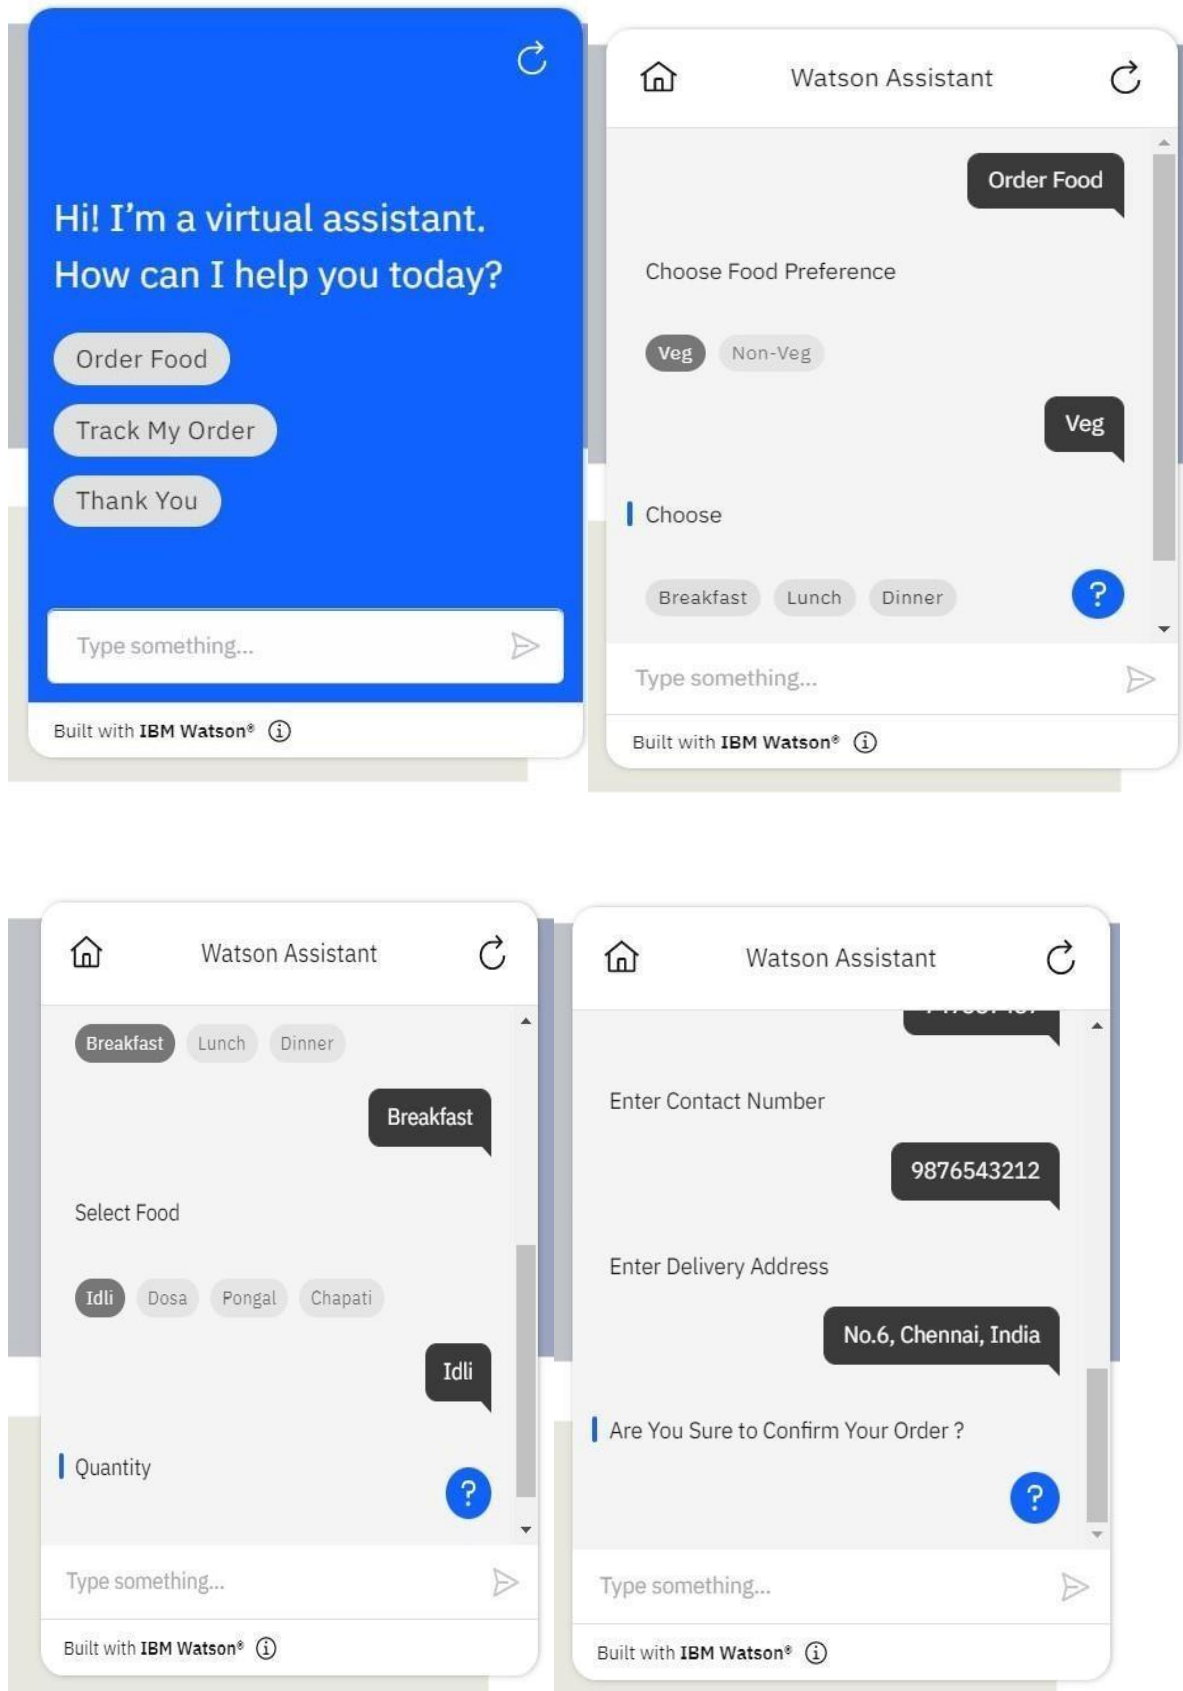 Hi! I'm a virtual assistant.
How can I help you today?
Order Food
Track My Order
Thank You
Type something...
Built with IBM Watson®
Watson Assistant
Order Food
Choose Food Preference
Veg Non-Veg
Veg
Choose
Breakfast Lunch Dinner
?
Type something...
Built with IBM Watson®
Watson Assistant
Breakfast Lunch Dinner
Breakfast
Select Food
Idli Dosa Pongal Chapati
Idli
Quantity
?
Type something...
Built with IBM Watson®
Watson Assistant
Enter Contact Number
9876543212
Enter Delivery Address
No.6, Chennai, India
Are You Sure to Confirm Your Order ?
?
Type something...
Built with IBM Watson®